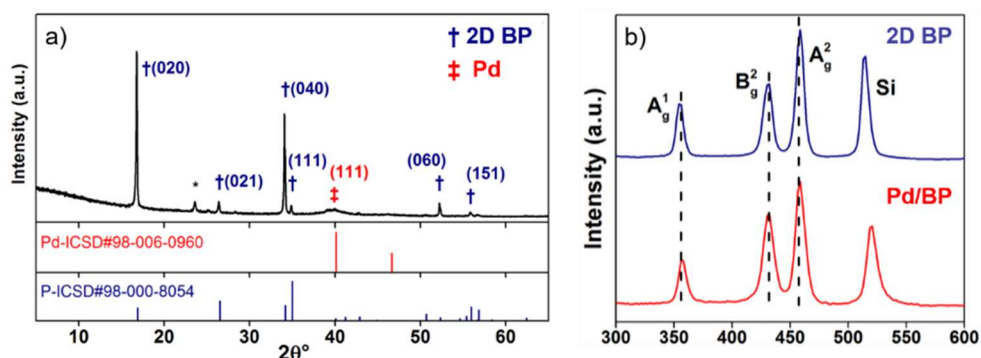 a)
† 2D BP
‡ Pd
†(020)
†(040)
*
†(021)
(111)
†
(111)
‡
(060)
†
(151)
†
Pd-ICSD#98-006-0960
P-ICSD#98-000-8054
10 20 30 40 50 60
2θ°
Intensity (a.u.)
b)
2D BP
A¹g
B²g
A²g
Si
Pd/BP
300 350 400 450 500 550 600
Intensity (a.u.)